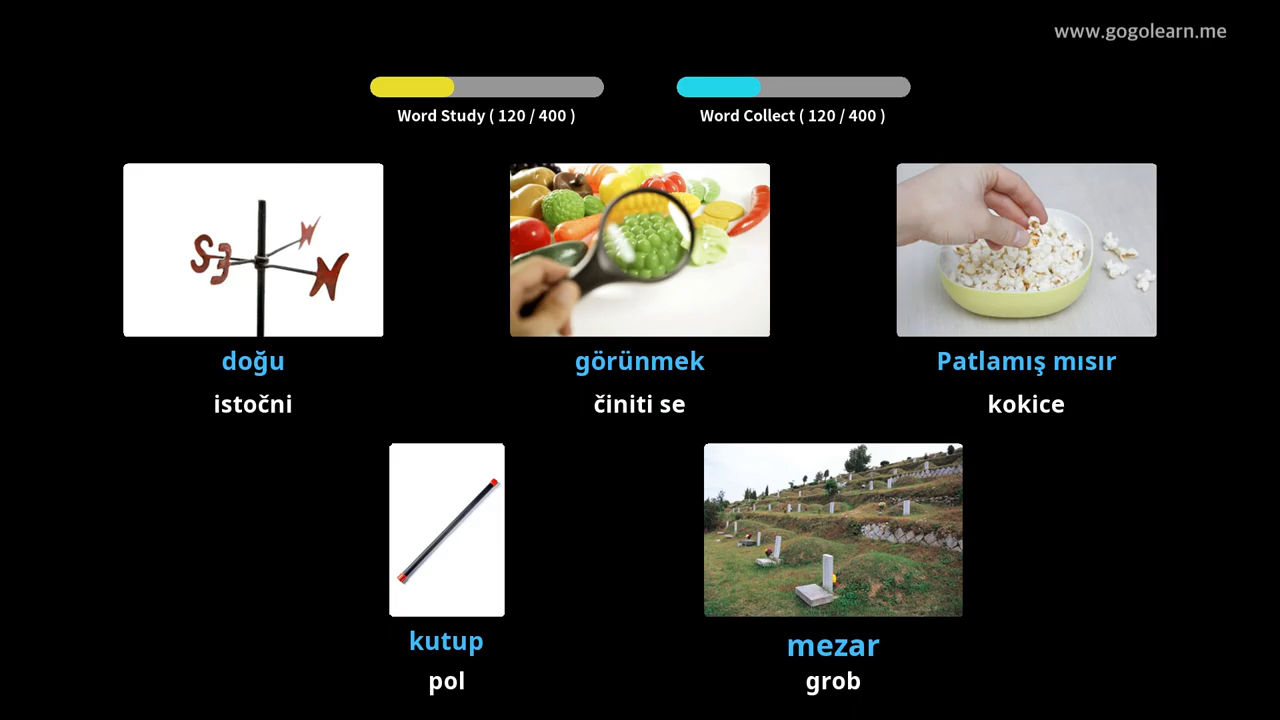 www.gogolearn.me
Word Study ( 120 / 400 )
Word Collect ( 120 / 400 )
S E N
doğu
görünmek
Patlamış mısır
istočni
činiti se
kokice
kutup
mezar
pol
grob